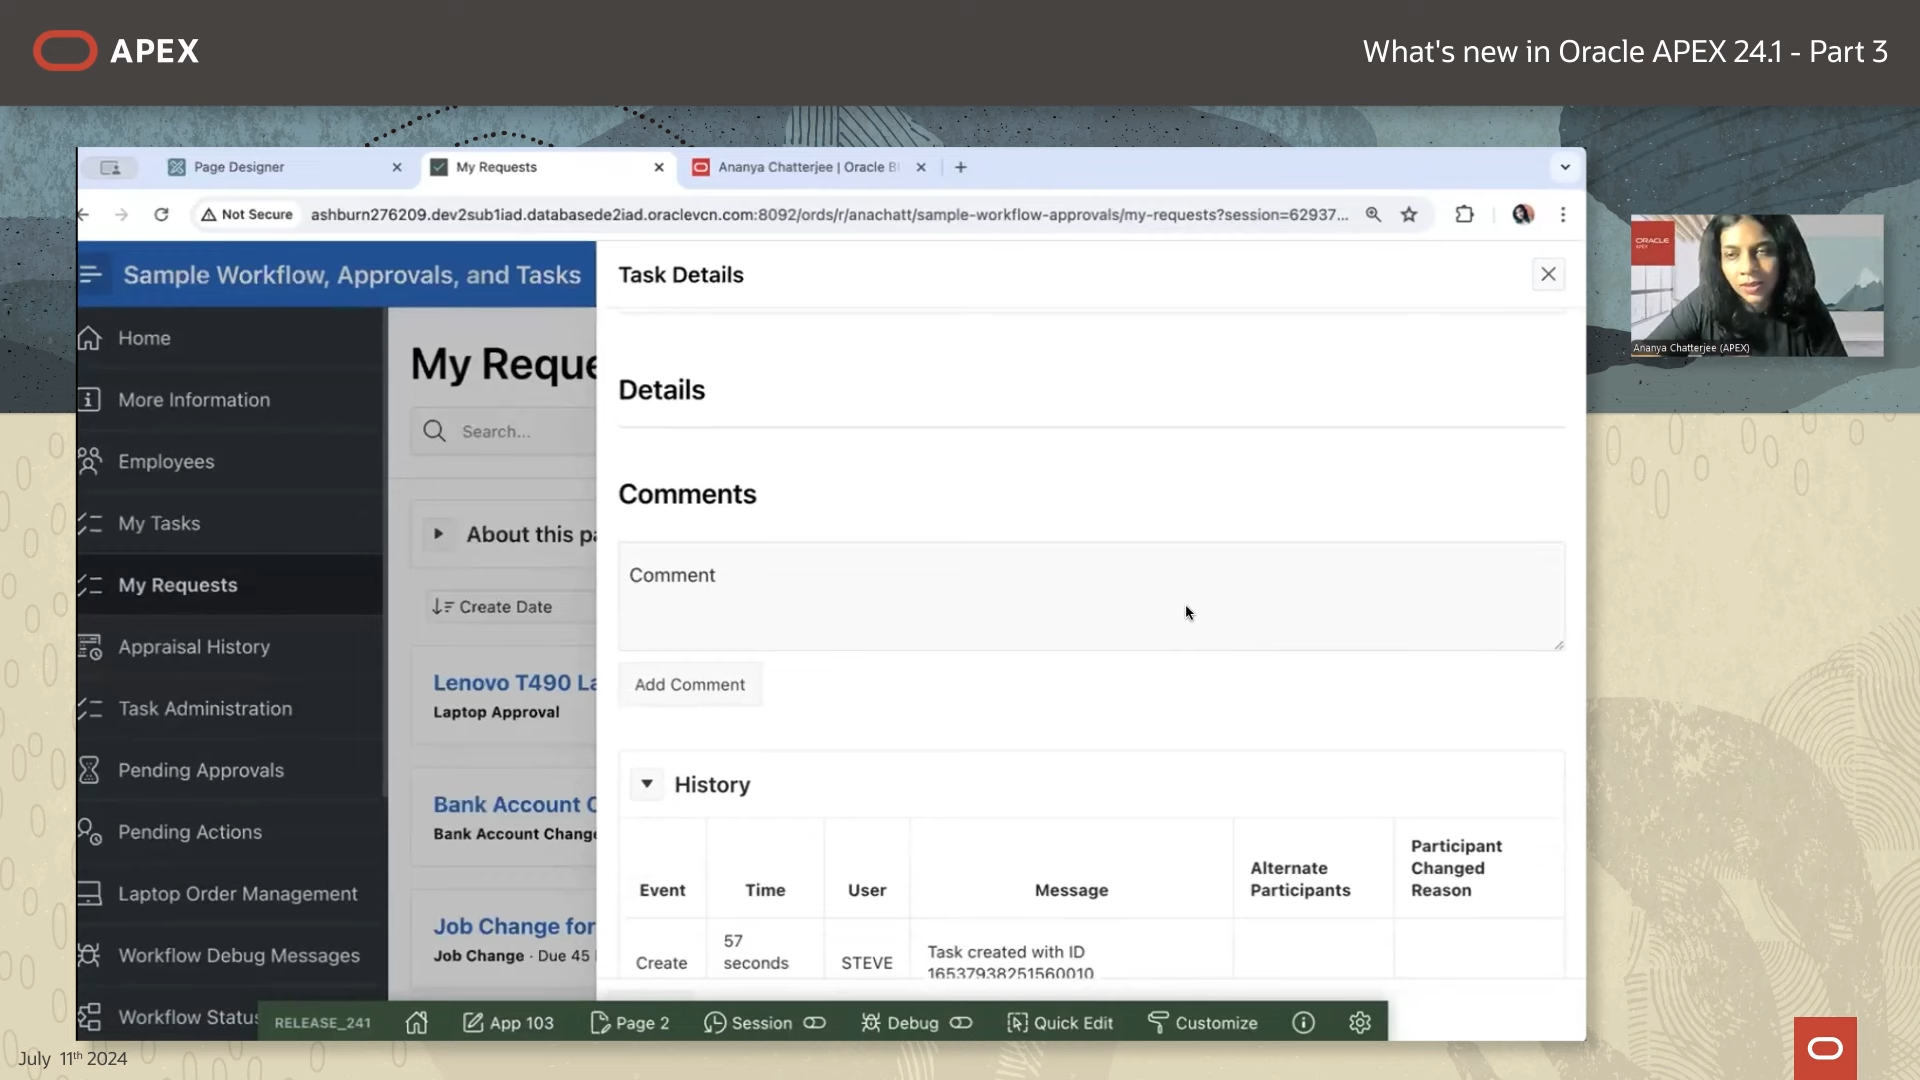 APEX
What's new in Oracle APEX 24.1 - Part 3
Page Designer
My Requests
Ananya Chatterjee | Oracle Bl
Not Secure
ashburn276209.dev2sub1iad.databasede2iad.oraclevcn.com:8092/ords/r/anachatt/sample-workflow-approvals/my-requests?session=62937...
ORACLE
APEX
Ananya Chatterjee (APEX)
Sample Workflow, Approvals, and Tasks
Home
More Information
Employees
My Tasks
My Requests
Appraisal History
Task Administration
Pending Approvals
Pending Actions
Laptop Order Management
Workflow Debug Messages
Workflow Status
My Reque
Search...
About this pa
Create Date
Lenovo T490 La
Laptop Approval
Bank Account C
Bank Account Change
Job Change for
Job Change · Due 45
Task Details
Details
Comments
Comment
Add Comment
History
Event
Time
User
Message
Alternate
Participants
Participant
Changed
Reason
Create
57
seconds
STEVE
Task created with ID
16537938251560010
RELEASE_241
App 103
Page 2
Session
Debug
Quick Edit
Customize
July 11th 2024